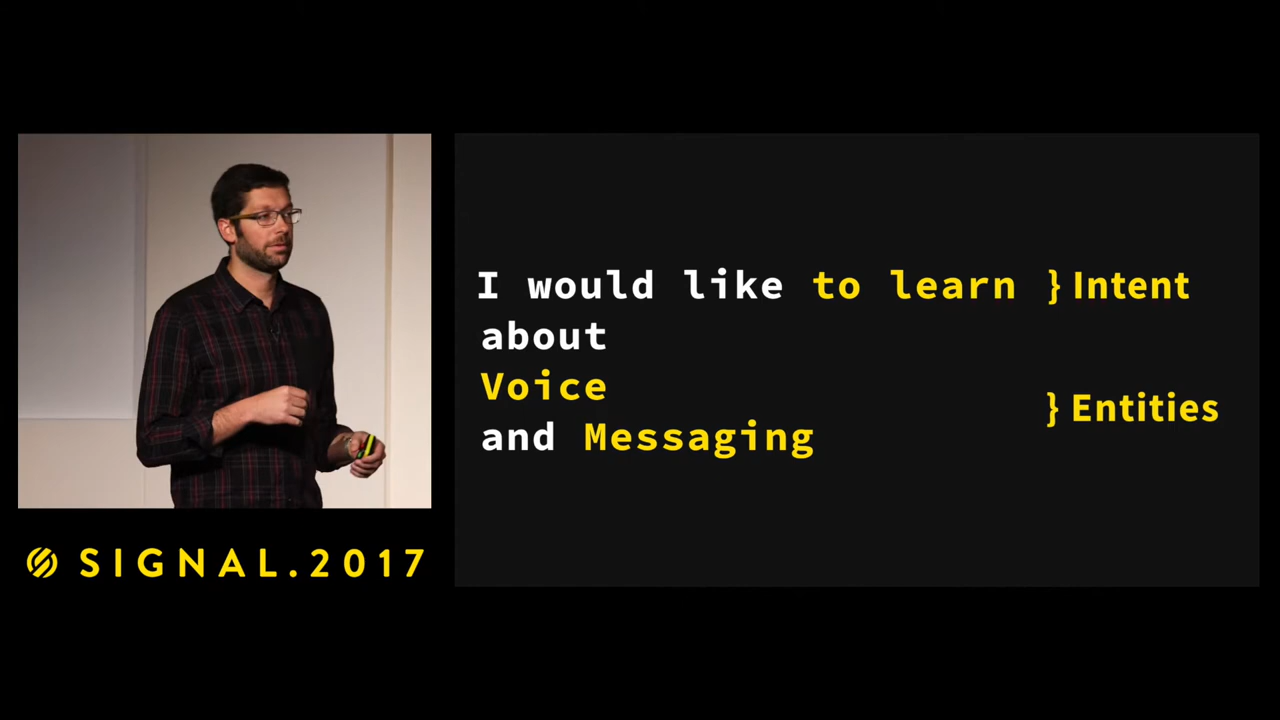 I would like to learn } Intent
about
Voice
} Entities
and Messaging
SIGNAL.2017